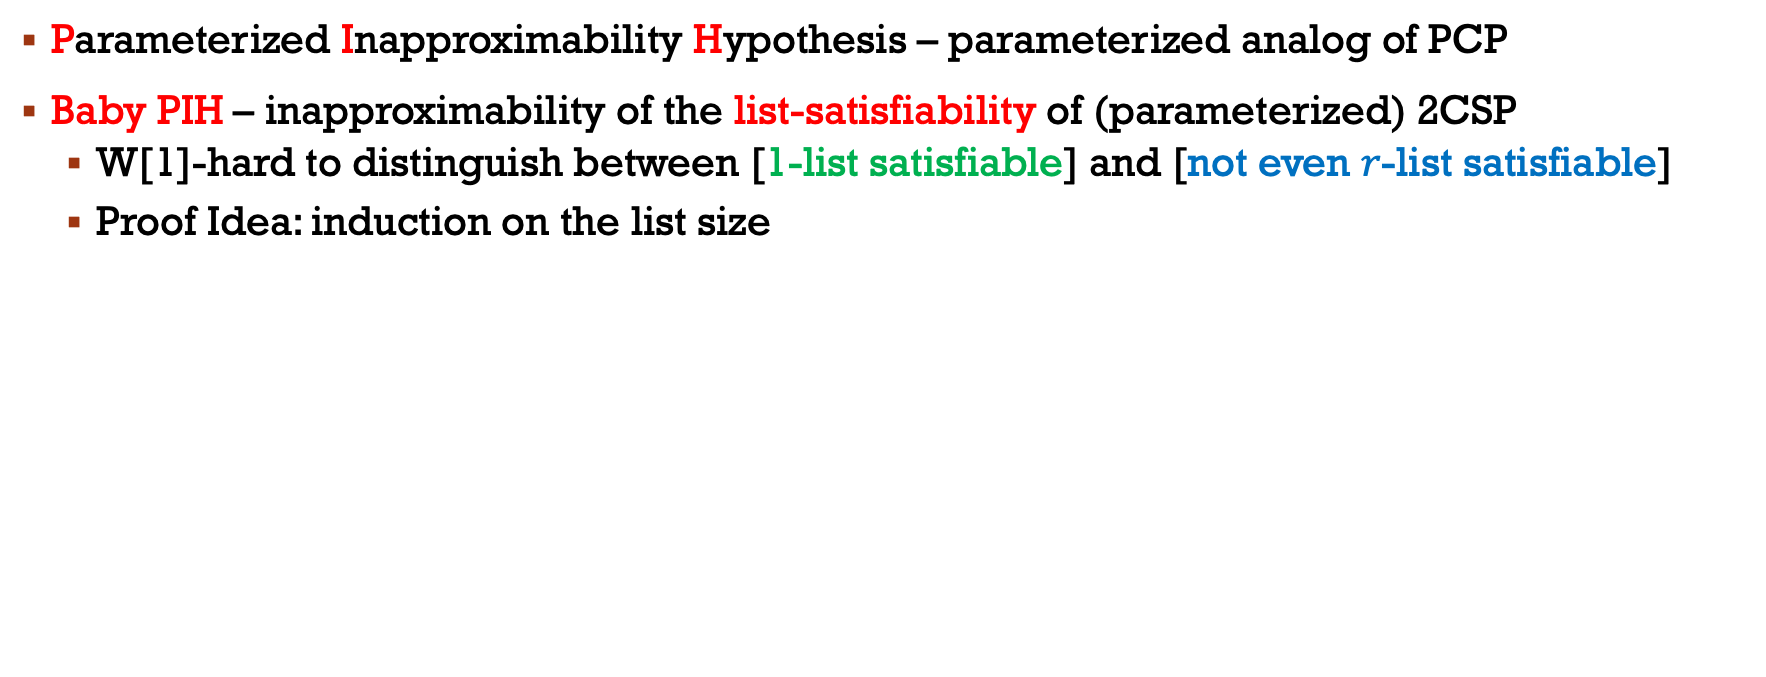 ▪ Parameterized Inapproximability Hypothesis – parameterized analog of PCP
▪ Baby PIH – inapproximability of the list-satisfiability of (parameterized) 2CSP
▪ W[1]-hard to distinguish between [1-list satisfiable] and [not even r-list satisfiable]
▪ Proof Idea: induction on the list size